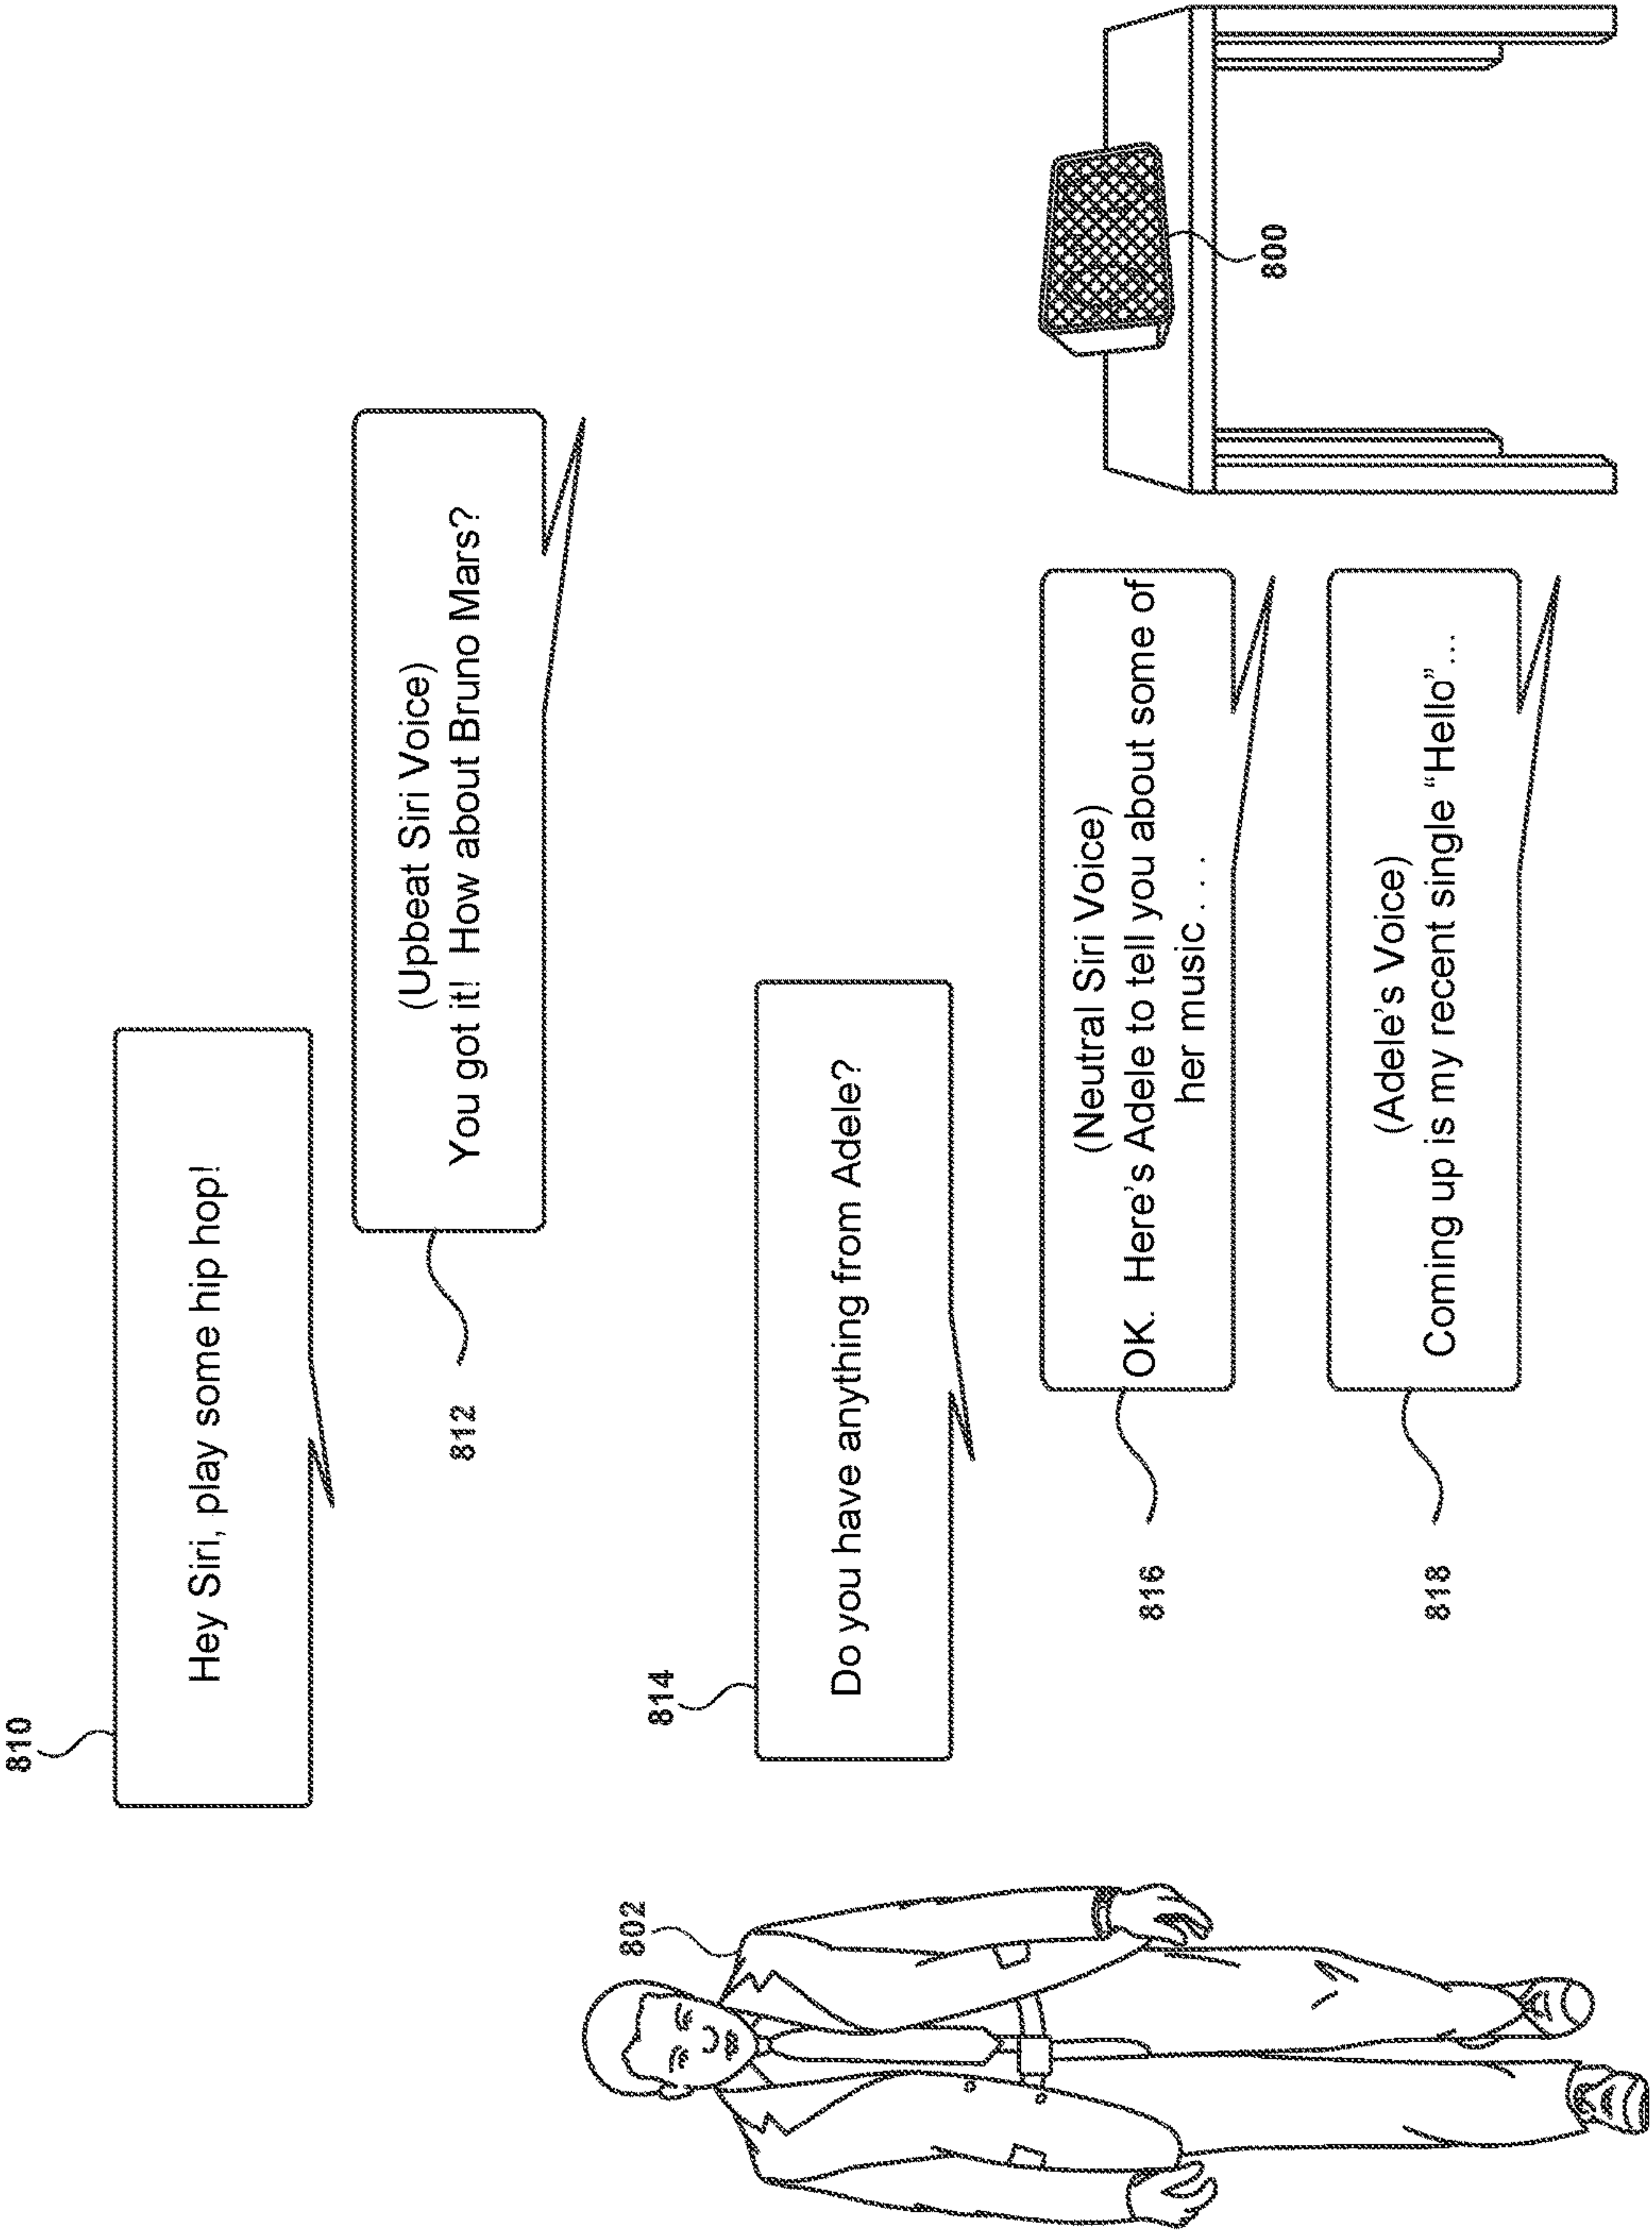 810
Hey Siri, play some hip hop!
(Upbeat Siri Voice)
You got it!  How about Bruno Mars?
812
814
Do you have anything from Adele?
802
(Neutral Siri Voice)
OK.  Here's Adele to tell you about some of
her music . . . .
816
(Adele's Voice)
Coming up is my recent single “Hello”...
818
800